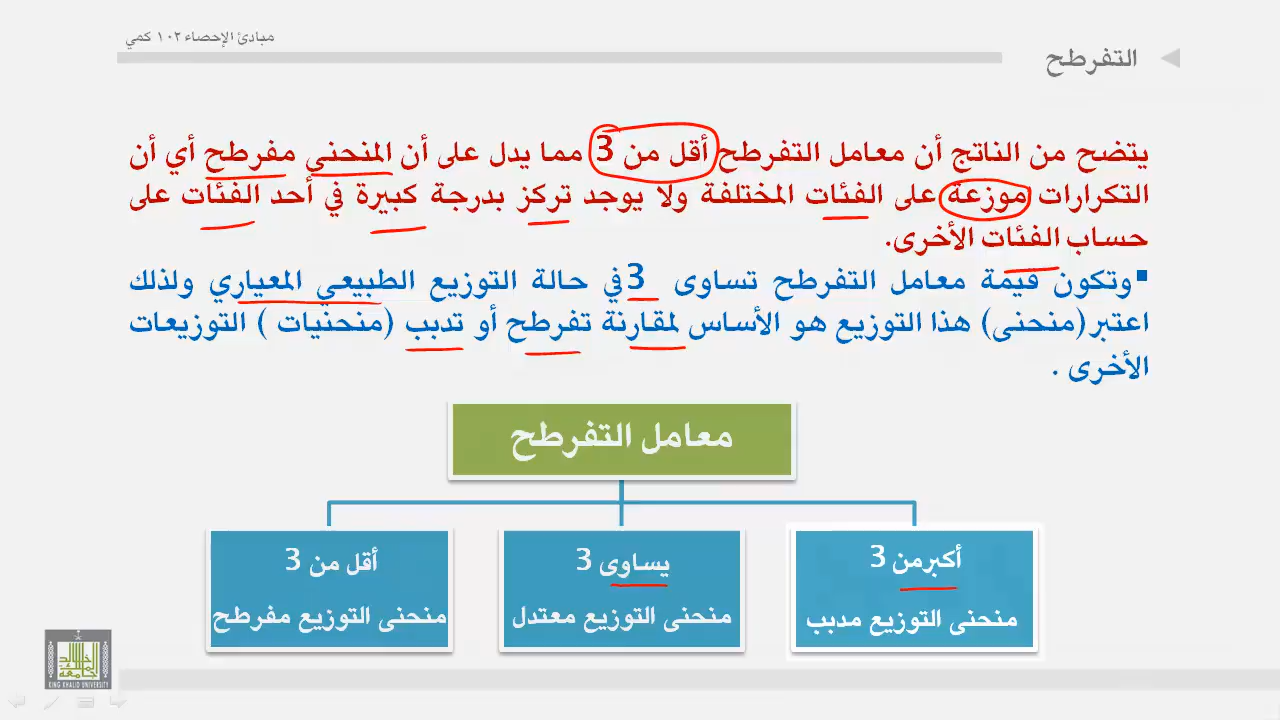 مبادئ الإحصاء ١٠٢ كمي
التفرطح
يتضح من الناتج أن معامل التفرطح أقل من 3 مما يدل على أن المنحنى مفرطح أي أن
التكرارات موزعة على الفئات المختلفة ولا يوجد تركز بدرجة كبيرة في أحد الفئات على
حساب الفئات الأخرى.
وتكون قيمة معامل التفرطح تساوى 3 في حالة التوزيع الطبيعي المعياري ولذلك
اعتبر (منحنى) هذا التوزيع هو الأساس لمقارنة تفرطح أو تدبب (منحنيات ) التوزيعات
الأخرى .
معامل التفرطح
أكبرمن 3
منحنى التوزيع مدبب
يساوى 3
منحنى التوزيع معتدل
أقل من 3
منحنى التوزيع مفرطح
KING KHALID UNIVERSITY